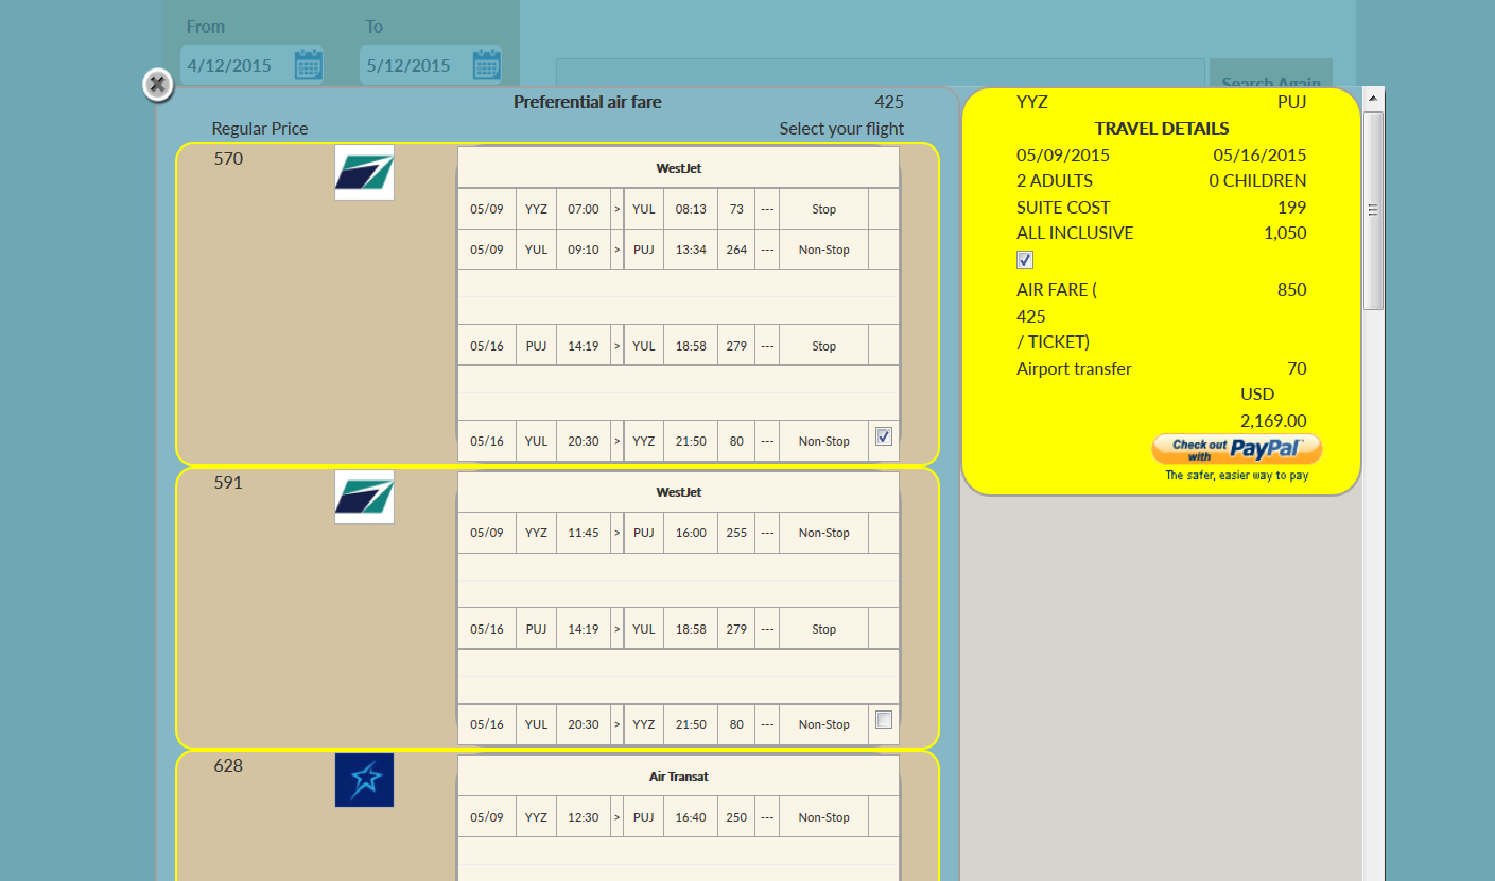 From To
4/12/2015 5/12/2015
Search Again
Preferential air fare 425
Regular Price Select your flight
570
WestJet
05/09 YYZ 07:00 > YUL 08:13 73 --- Stop
05/09 YUL 09:10 > PUJ 13:34 264 --- Non-Stop
05/16 PUJ 14:19 > YUL 18:58 279 --- Stop
05/16 YUL 20:30 > YYZ 21:50 80 --- Non-Stop
591
WestJet
05/09 YYZ 11:45 > PUJ 16:00 255 --- Non-Stop
05/16 PUJ 14:19 > YUL 18:58 279 --- Stop
05/16 YUL 20:30 > YYZ 21:50 80 --- Non-Stop
628
Air Transat
05/09 YYZ 12:30 > PUJ 16:40 250 --- Non-Stop
YYZ PUJ
TRAVEL DETAILS
05/09/2015 05/16/2015
2 ADULTS 0 CHILDREN
SUITE COST 199
ALL INCLUSIVE 1,050
AIR FARE ( 850
425
/ TICKET)
Airport transfer 70
USD
2,169.00
Check out with PayPal
The safer, easier way to pay